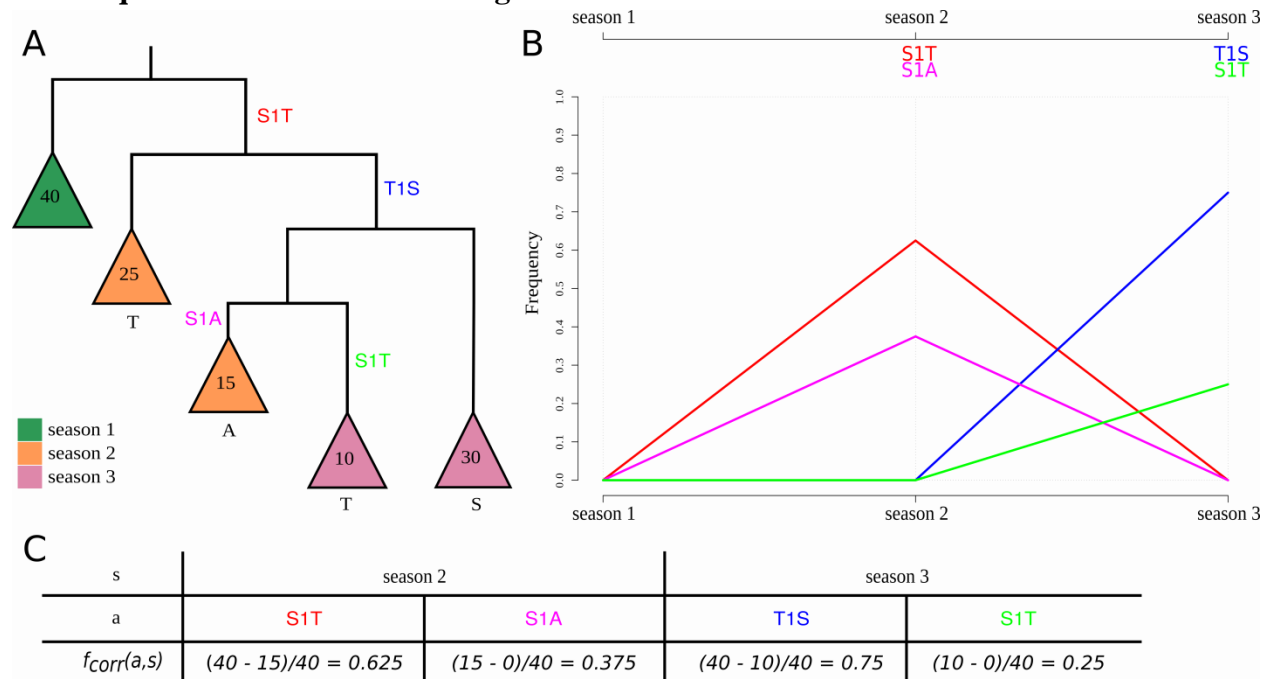 A
S1T
40
T1S
25
T
S1A
S1T
15
A
10
30
T
S
season 1
season 2
season 3
B
season 1 season 2 season 3
S1T T1S
S1A S1T
Frequency
1.0
0.9
0.8
0.7
0.6
0.5
0.4
0.3
0.2
0.1
0.0
season 1 season 2 season 3
C
s season 2 season 3
a S1T S1A T1S S1T
fcorr(a,s) (40 - 15)/40 = 0.625 (15 - 0)/40 = 0.375 (40 - 10)/40 = 0.75 (10 - 0)/40 = 0.25